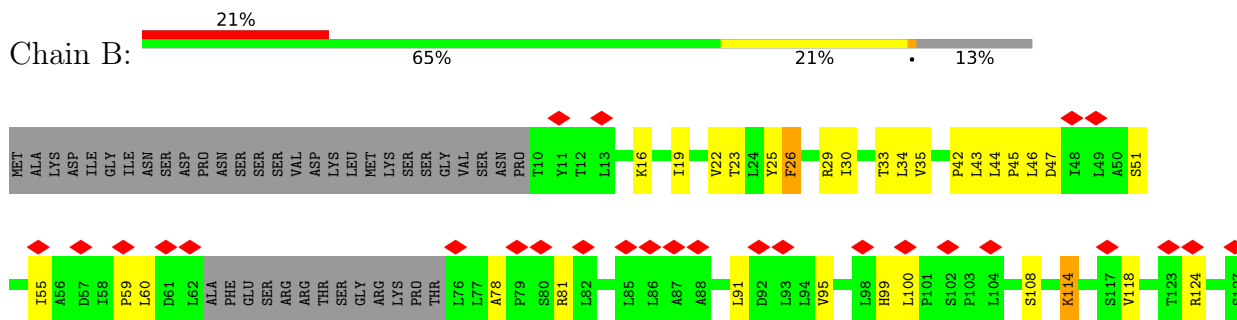 21%
Chain B:
65% 21% • 13%
MET ALA LYS ASP ILE GLY ILE ASN SER ASP PRO ASN SER SER SER VAL ASP LYS LEU MET LYS SER SER GLY VAL SER ASN PRO T10 Y11 T12 L13 K16 I19 V22 T23 L24 Y25 F26 R29 I30 T33 L34 V35 P42 L43 L44 P45 L46 D47 I48 L49 A50 S51
I55 A56 D57 I58 P59 L60 D61 L62 ALA PHE GLU SER ARG ARG THR SER GLY ARG LYS PRO THR L76 L77 A78 P79 S80 R81 L82 L85 L86 A87 A88 L91 D92 L93 L94 V95 L98 H99 L100 P101 S102 P103 L104 S108 K114 S117 V118 T123 R124